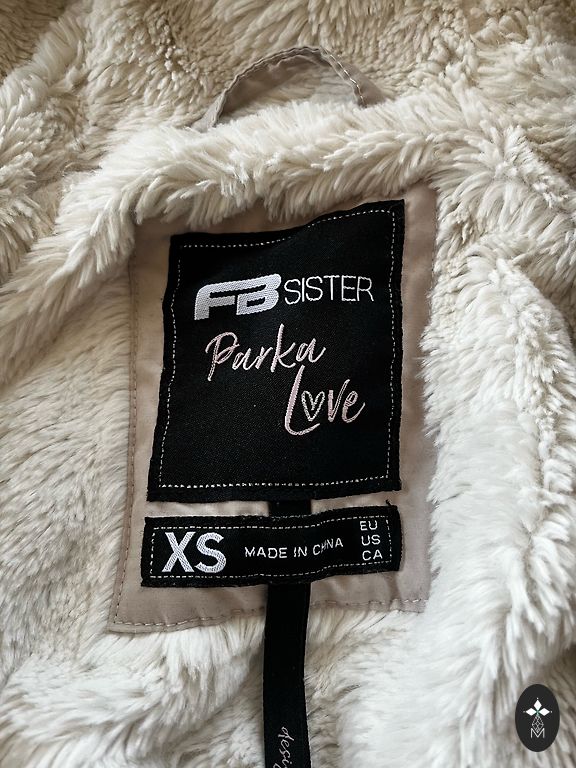 FB SISTER
Parka
Love
XS MADE IN CHINA EU
US
CA